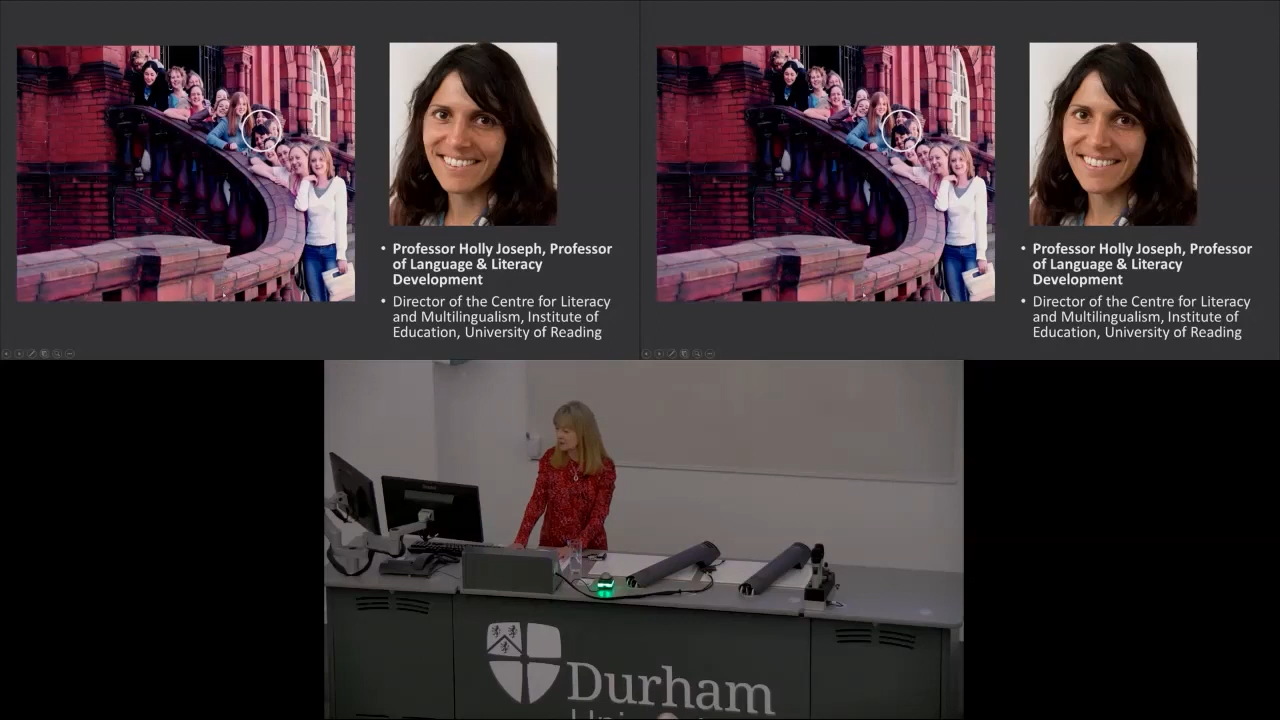 • Professor Holly Joseph, Professor
of Language & Literacy
Development
• Director of the Centre for Literacy
and Multilingualism, Institute of
Education, University of Reading
• Professor Holly Joseph, Professor
of Language & Literacy
Development
• Director of the Centre for Literacy
and Multilingualism, Institute of
Education, University of Reading
Durham